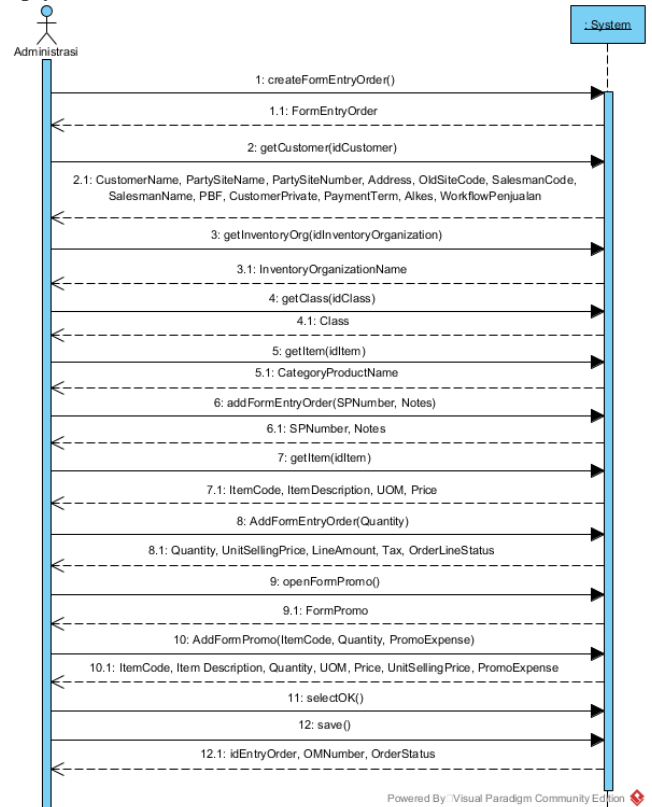 : System
Administrasi
1: createFormEntryOrder()
1.1: FormEntryOrder
2: getCustomer(idCustomer)
2.1: CustomerName, PartySiteName, PartySiteNumber, Address, OldSiteCode, SalesmanCode,
SalesmanName, PBF, CustomerPrivate, PaymentTerm, Alkes, WorkflowPenjualan
3: getInventoryOrg(idInventoryOrganization)
3.1: InventoryOrganizationName
4: getClass(idClass)
4.1: Class
5: getItem(idItem)
5.1: CategoryProductName
6: addFormEntryOrder(SPNumber, Notes)
6.1: SPNumber, Notes
7: getItem(idItem)
7.1: ItemCode, ItemDescription, UOM, Price
8: AddFormEntryOrder(Quantity)
8.1: Quantity, UnitSellingPrice, LineAmount, Tax, OrderLineStatus
9: openFormPromo()
9.1: FormPromo
10: AddFormPromo(ItemCode, Quantity, PromoExpense)
10.1: ItemCode, Item Description, Quantity, UOM, Price, UnitSellingPrice, PromoExpense
11: selectOK()
12: save()
12.1: idEntryOrder, OMNumber, OrderStatus
Powered By Visual Paradigm Community Edition